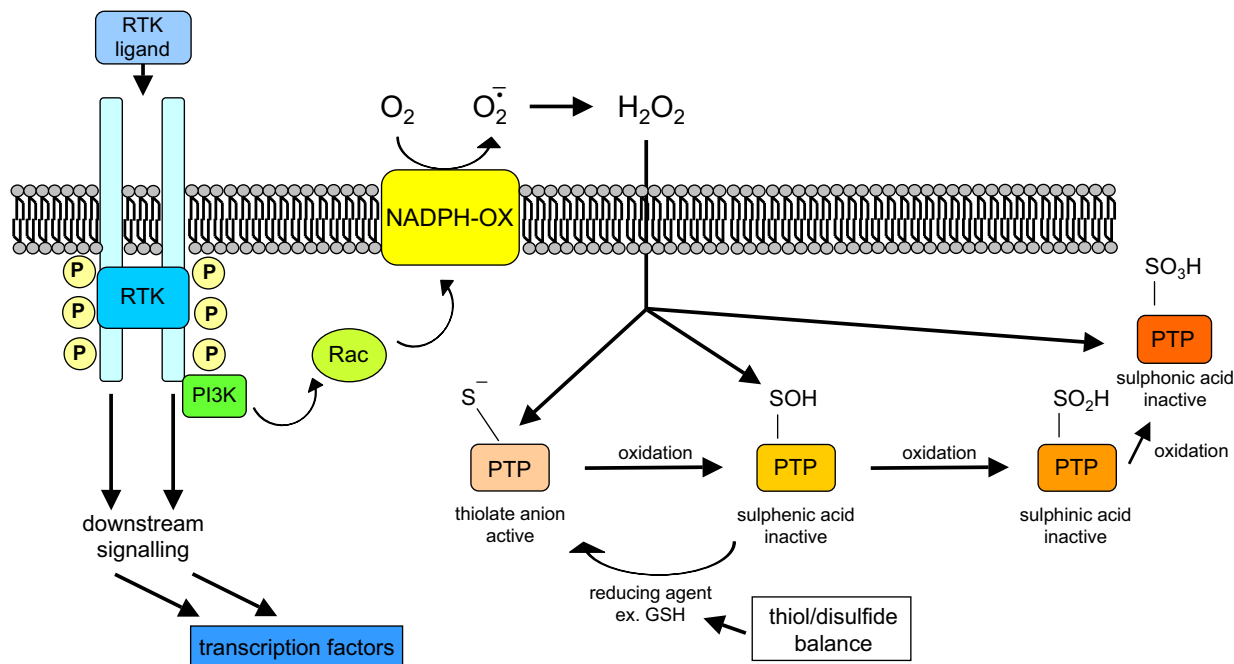 RTK
ligand
O₂
O₂•̄
H₂O₂
NADPH-OX
P
P
RTK
P
P
P
P
PI3K
Rac
SO₃H
PTP
sulphonic acid
inactive
S⁻
SOH
SO₂H
PTP
oxidation
PTP
oxidation
PTP
oxidation
thiolate anion
active
sulphenic acid
inactive
sulphinic acid
inactive
downstream
signalling
reducing agent
ex. GSH
thiol/disulfide
balance
transcription factors